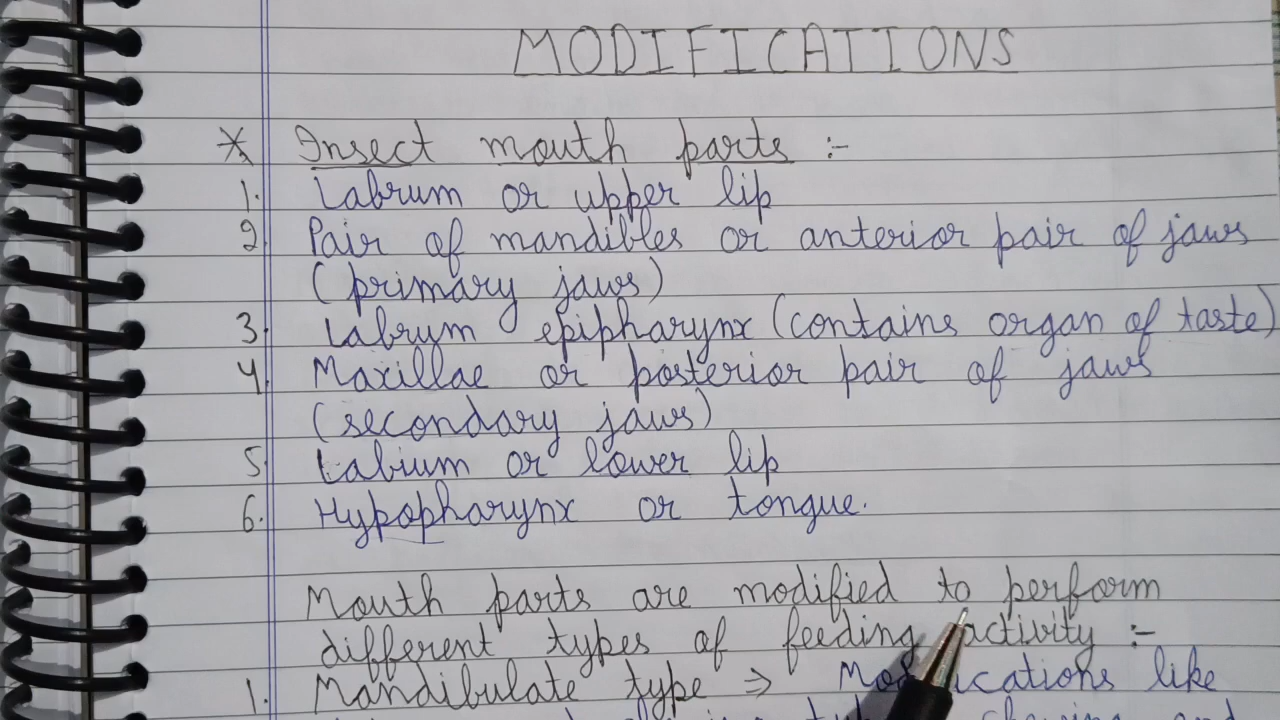 MODIFICATIONS
* Insect mouth parts :-
1. Labrum or upper lip
2. Pair of mandibles or anterior pair of jaws
(primary jaws)
3. Labrum epipharynx (contains organ of taste)
4. Maxillae or posterior pair of jaws
(secondary jaws)
5. Labium or lower lip
6. Hypopharynx or tongue.
Mouth parts are modified to perform
different types of feeding activity :-
1. Mandibulate type → like